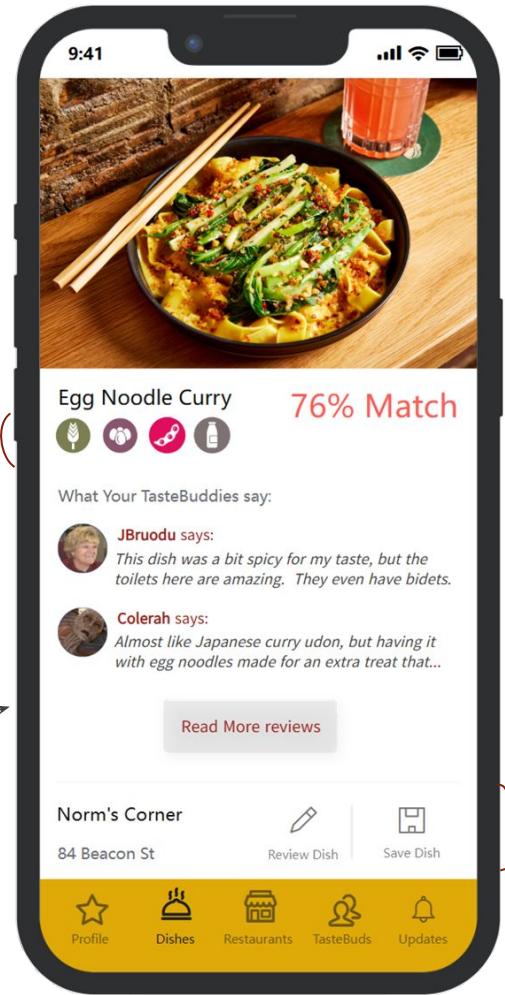 9:41
Egg Noodle Curry
76% Match
What Your TasteBuddies say:
JBruodu says:
This dish was a bit spicy for my taste, but the
toilets here are amazing. They even have bidets.
Colerah says:
Almost like Japanese curry udon, but having it
with egg noodles made for an extra treat that...
Read More reviews
Norm's Corner
84 Beacon St
Review Dish
Save Dish
Profile
Dishes
Restaurants
TasteBuds
Updates